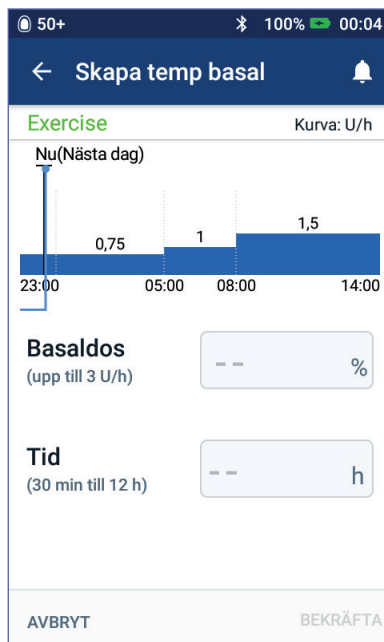 50+ 100% 00:04
Skapa temp basal
Exercise Kurva: U/h
Nu(Nästa dag)
0,75 1 1,5
23:00 05:00 08:00 14:00
Basaldos
(upp till 3 U/h)
-- %
Tid
(30 min till 12 h)
-- h
AVBRYT BEKRÄFTA